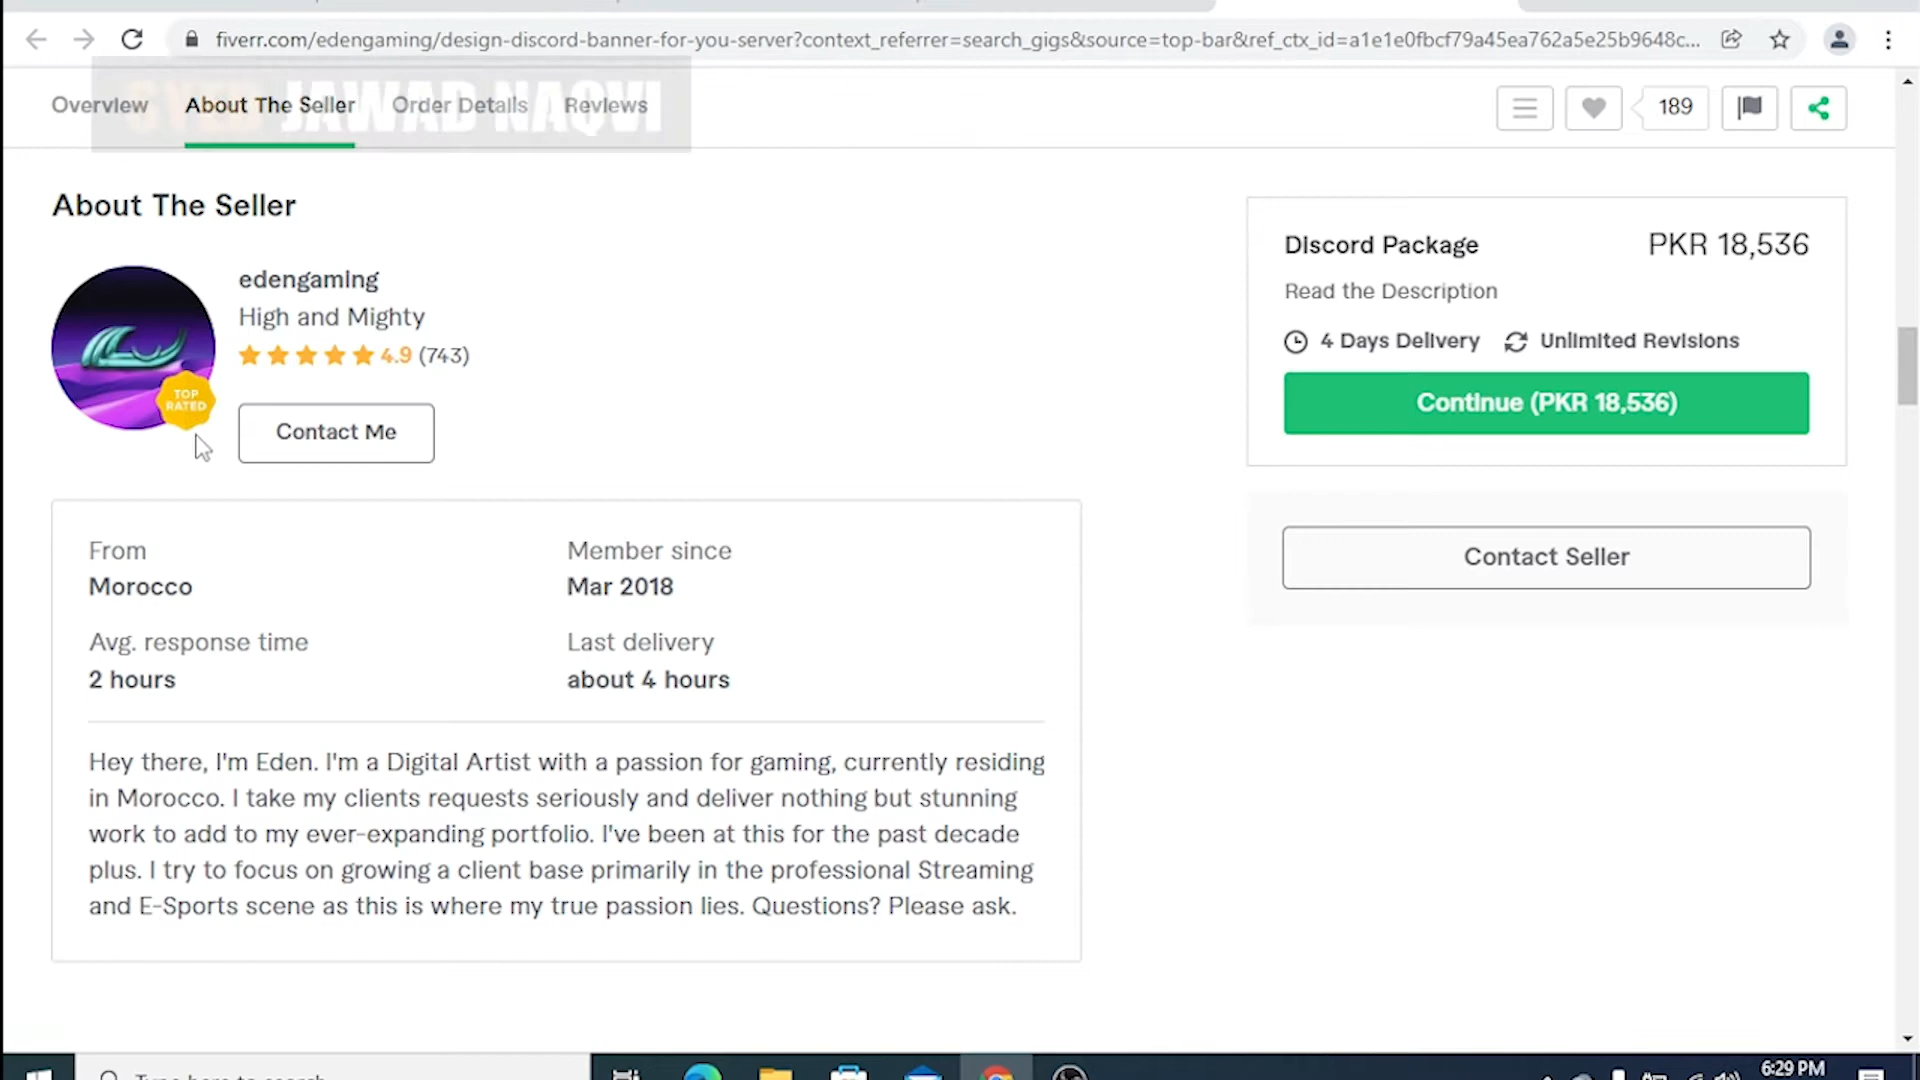 fiverr.com/edengaming/design-discord-banner-for-you-server?context_referrer=search_gigs&source=top-bar&ref_ctx_id=a1e1e0fbcf79a45ea762a5e25b9648c...
SYED JAWAD NAQVI
Overview About The Seller Order Details Reviews
189
About The Seller
edengaming
High and Mighty
4.9 (743)
TOP
RATED
Contact Me
Discord Package PKR 18,536
Read the Description
4 Days Delivery Unlimited Revisions
Continue (PKR 18,536)
Contact Seller
From Member since
Morocco Mar 2018
Avg. response time Last delivery
2 hours about 4 hours
Hey there, I'm Eden. I'm a Digital Artist with a passion for gaming, currently residing
in Morocco. I take my clients requests seriously and deliver nothing but stunning
work to add to my ever-expanding portfolio. I've been at this for the past decade
plus. I try to focus on growing a client base primarily in the professional Streaming
and E-Sports scene as this is where my true passion lies. Questions? Please ask.
Type here to search
6:29 PM